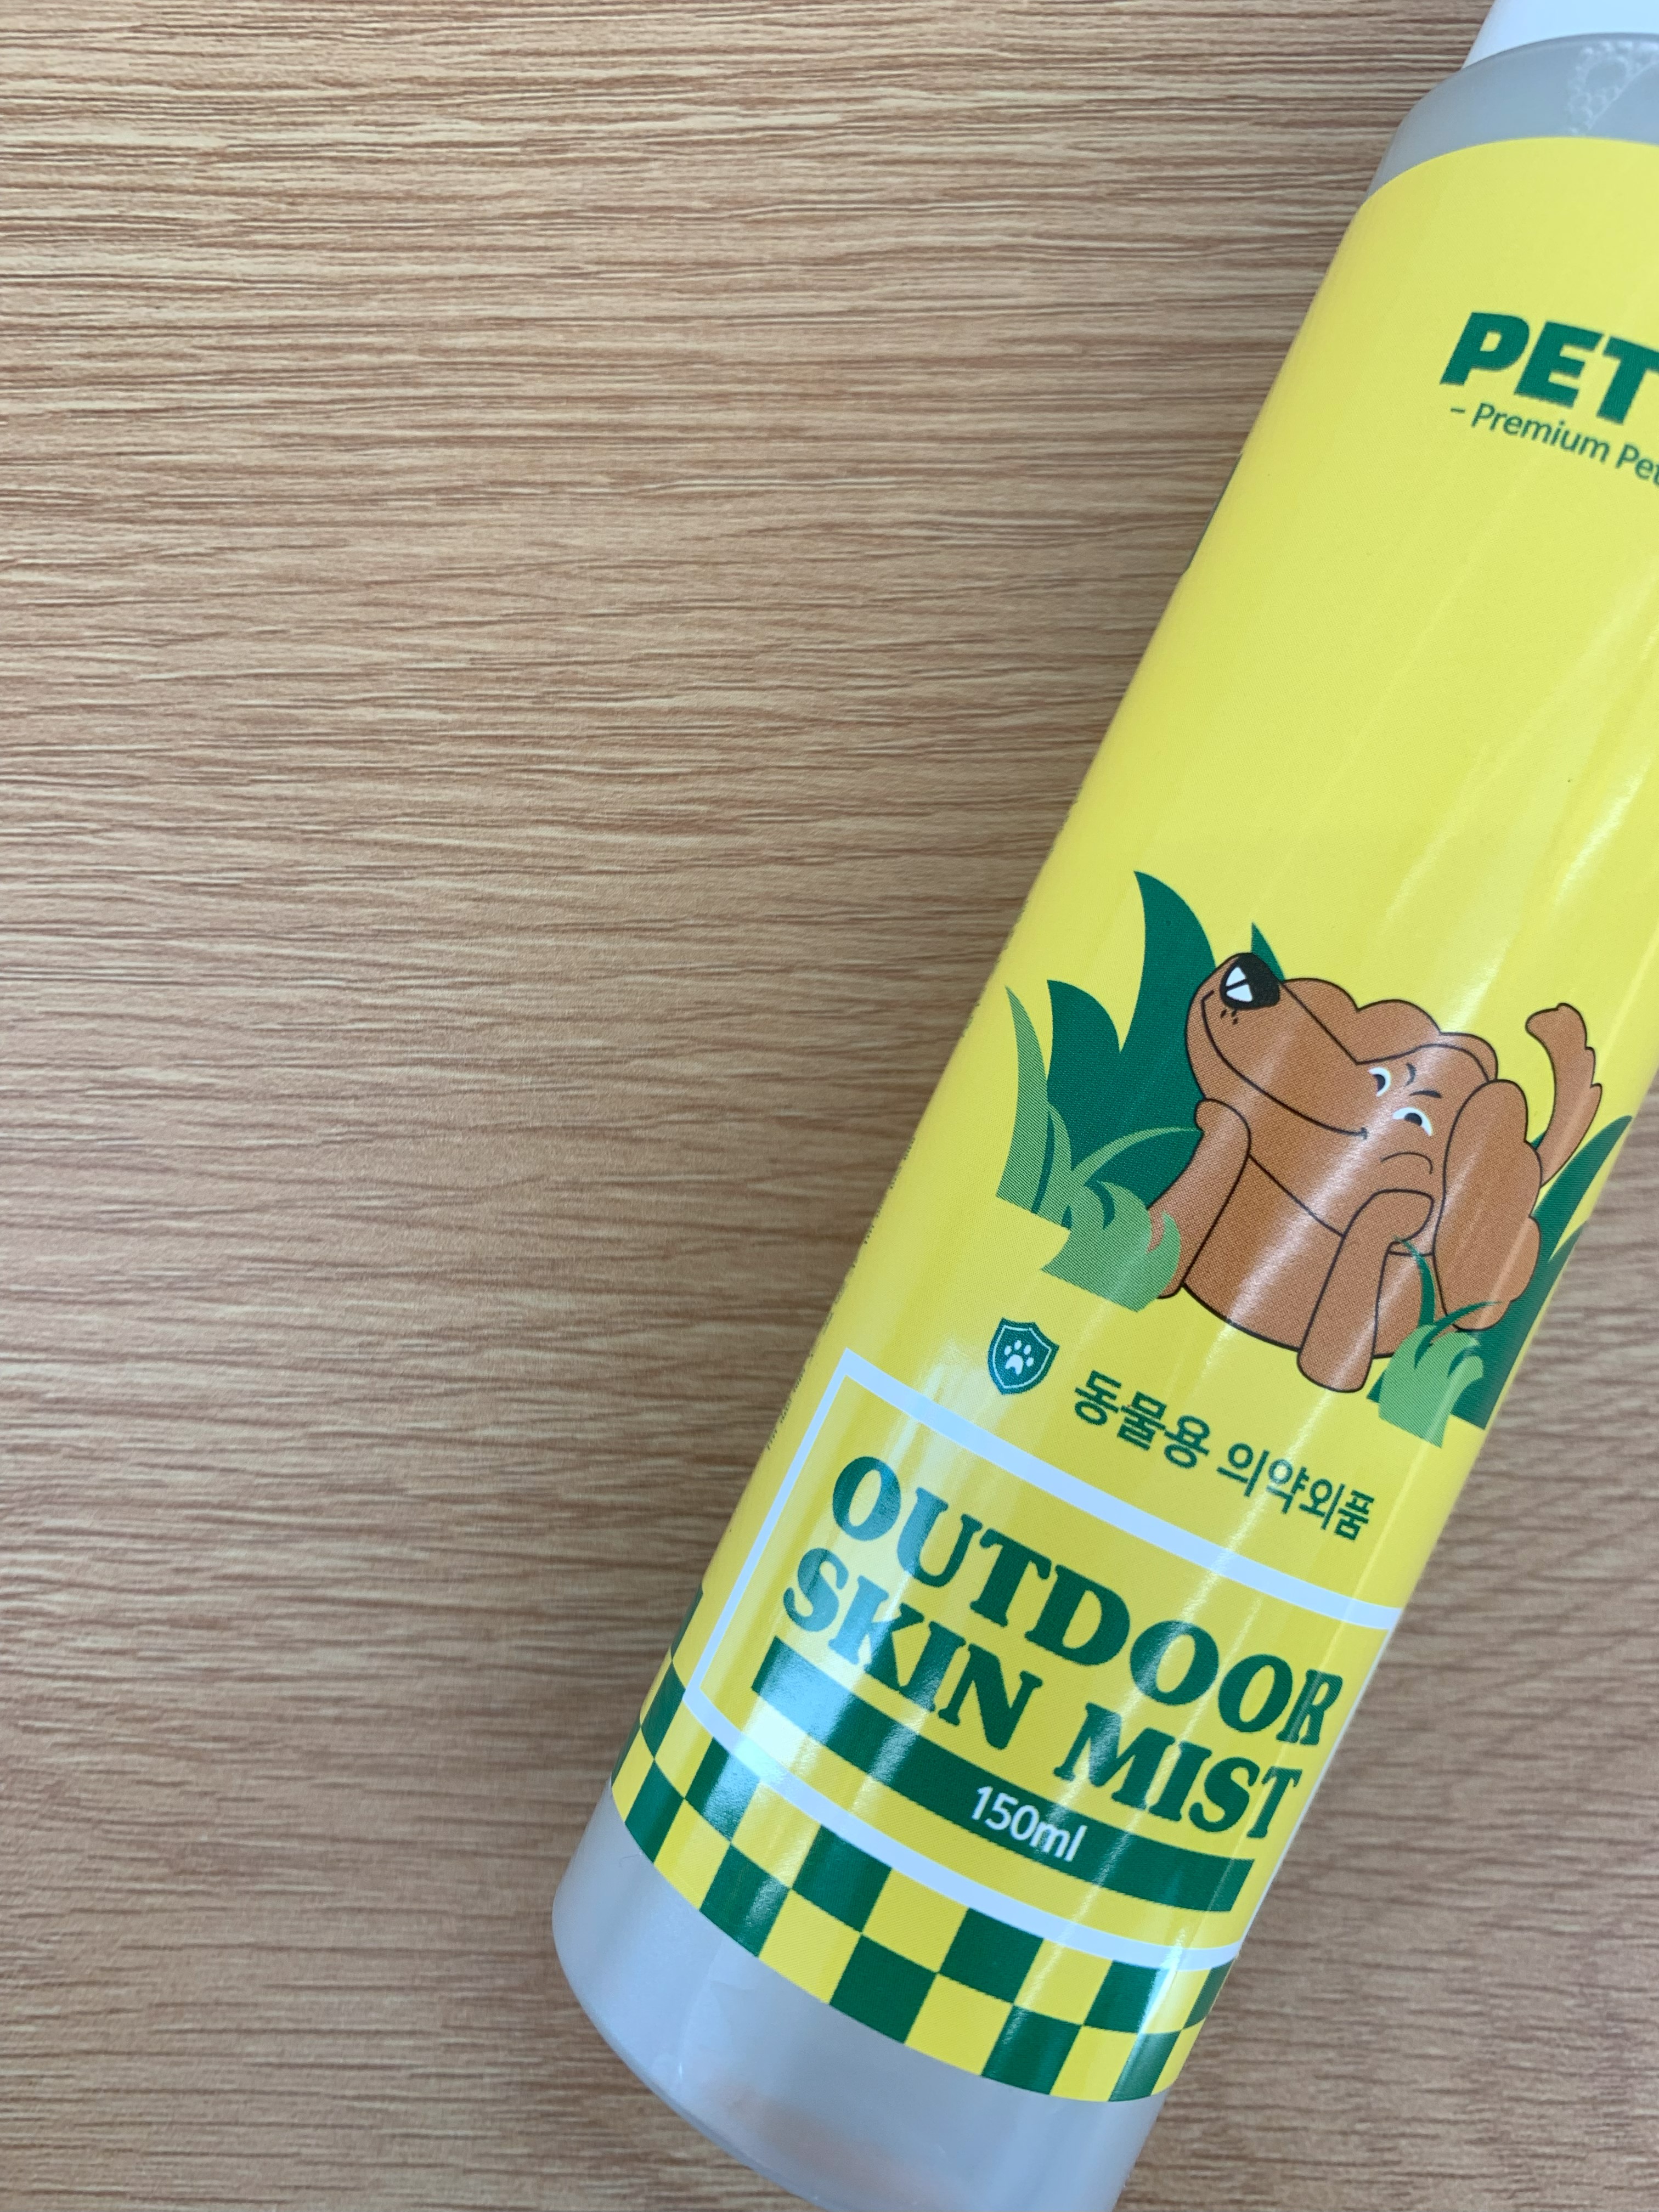 PET
- Premium Pet
동물용 의약외품
OUTDOOR
SKIN MIST
150ml